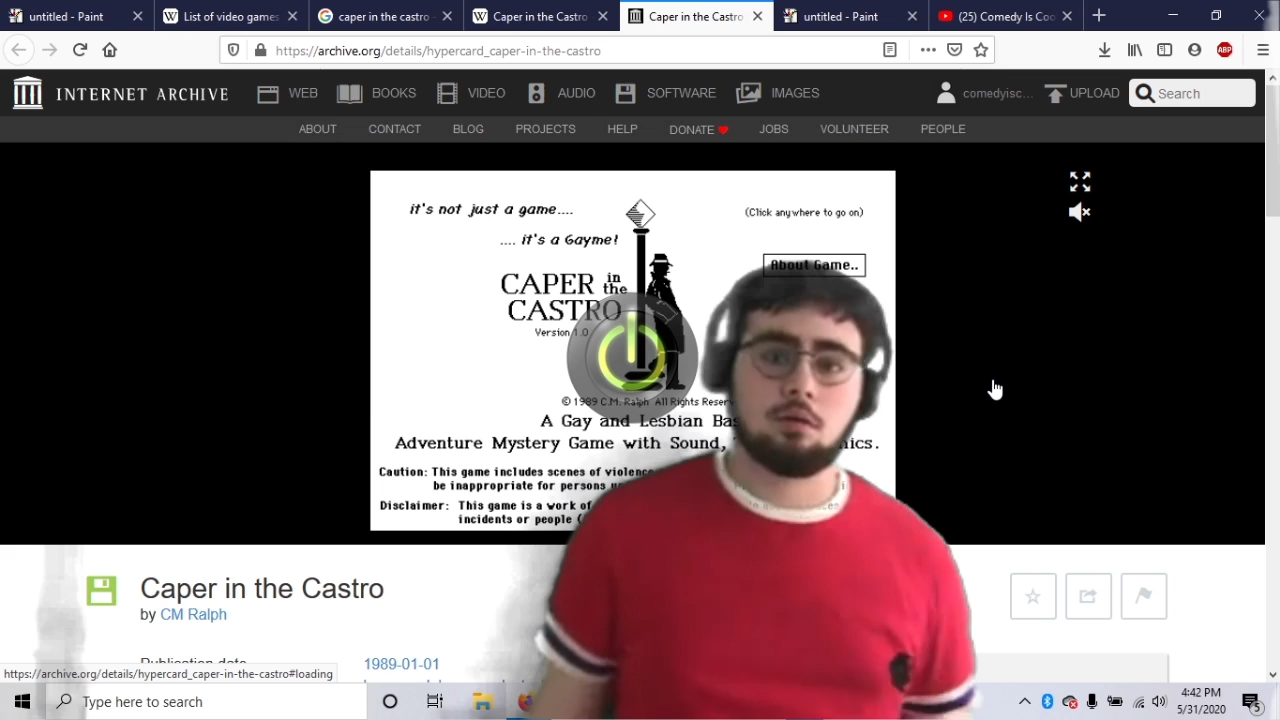 untitled - Paint
List of video games
caper in the castro -
Caper in the Castro
Caper in the Castro
untitled - Paint
(25) Comedy Is Coo
https://archive.org/details/hypercard_caper-in-the-castro
ABP
INTERNET ARCHIVE
WEB
BOOKS
VIDEO
AUDIO
SOFTWARE
IMAGES
comedyisc...
UPLOAD
Search
ABOUT
CONTACT
BLOG
PROJECTS
HELP
DONATE
JOBS
VOLUNTEER
PEOPLE
it's not just a game....
.... it's a Gayme!
(Click anywhere to go on)
About Game..
CAPER in the
CASTRO
Version 1.0
© 1989 C.M. Ralph All Rights
A Gay and Lesbian
Adventure Mystery Game with Sound,
Caution: This game includes scenes of violence
be inappropriate for persons
Disclaimer: This game is a work of
incidents or people
Caper in the Castro
by CM Ralph
Publication date
1989-01-01
https://archive.org/details/hypercard_caper-in-the-castro#loading
Type here to search
4:42 PM
5/31/2020
5